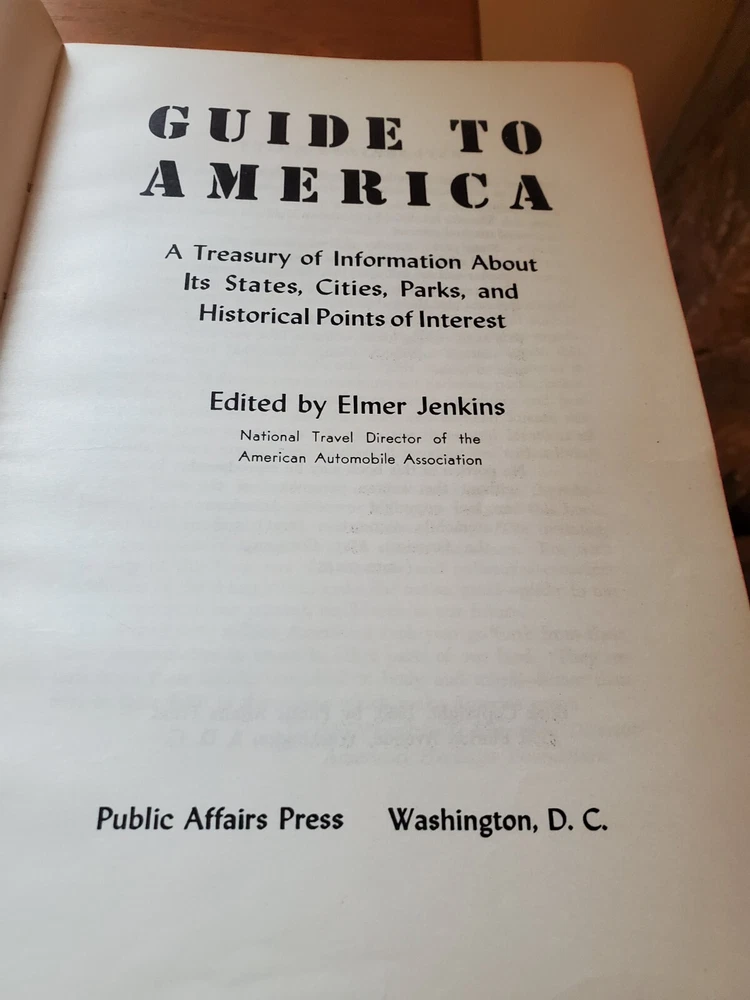 GUIDE TO
AMERICA
A Treasury of Information About
Its States, Cities, Parks, and
Historical Points of Interest
Edited by Elmer Jenkins
National Travel Director of the
American Automobile Association
Public Affairs Press Washington, D. C.